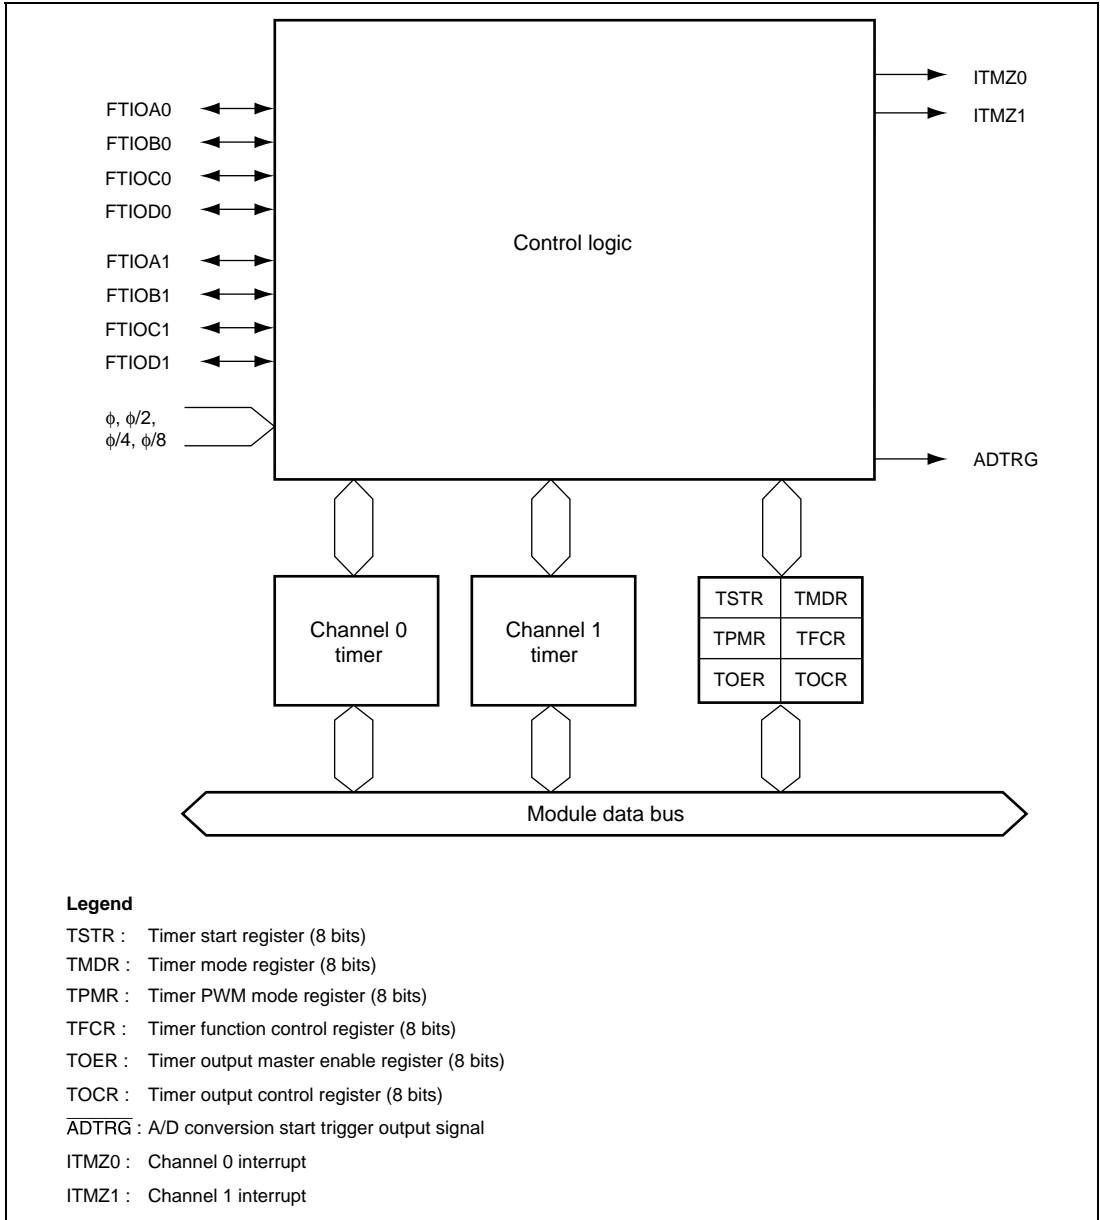 ITMZ0
ITMZ1
FTIOA0
FTIOB0
FTIOC0
FTIOD0
Control logic
FTIOA1
FTIOB1
FTIOC1
FTIOD1
ϕ, ϕ/2,
ϕ/4, ϕ/8
ADTRG
Channel 0
timer
Channel 1
timer
TSTR TMDR
TPMR TFCR
TOER TOCR
Module data bus
Legend
TSTR : Timer start register (8 bits)
TMDR : Timer mode register (8 bits)
TPMR : Timer PWM mode register (8 bits)
TFCR : Timer function control register (8 bits)
TOER : Timer output master enable register (8 bits)
TOCR : Timer output control register (8 bits)
A̅D̅T̅R̅G̅ : A/D conversion start trigger output signal
ITMZ0 : Channel 0 interrupt
ITMZ1 : Channel 1 interrupt